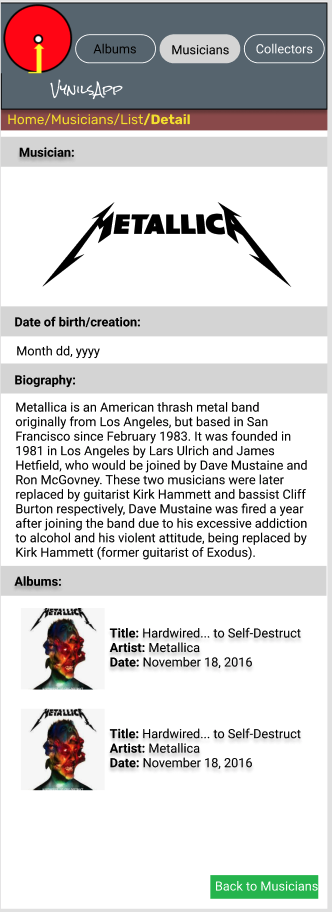 Albums
Musicians
Collectors
VynilsApp
Home/Musicians/List/Detail
Musician:
METALLICA
Date of birth/creation:
Month dd, yyyy
Biography:
Metallica is an American thrash metal band
originally from Los Angeles, but based in San
Francisco since February 1983. It was founded in
1981 in Los Angeles by Lars Ulrich and James
Hetfield, who would be joined by Dave Mustaine and
Ron McGovney. These two musicians were later
replaced by guitarist Kirk Hammett and bassist Cliff
Burton respectively, Dave Mustaine was fired a year
after joining the band due to his excessive addiction
to alcohol and his violent attitude, being replaced by
Kirk Hammett (former guitarist of Exodus).
Albums:
METALLICA
Title: Hardwired... to Self-Destruct
Artist: Metallica
Date: November 18, 2016
METALLICA
Title: Hardwired... to Self-Destruct
Artist: Metallica
Date: November 18, 2016
Back to Musicians